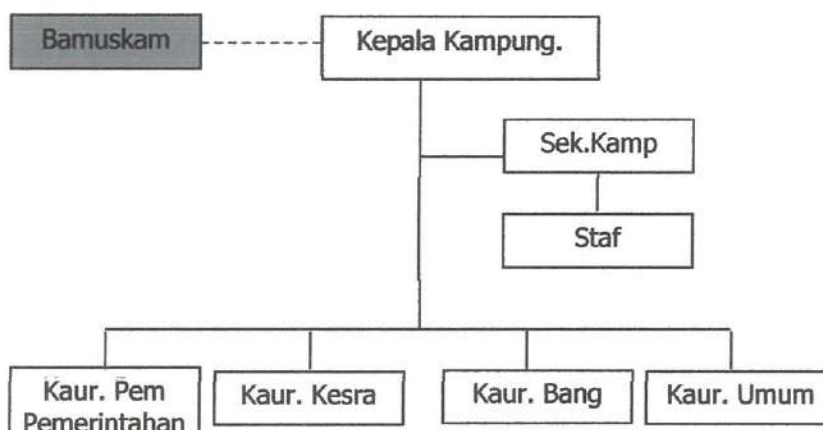 Bamuskam
Kepala Kampung.
Sek.Kamp
Staf
Kaur. Pem
Pemerintahan
Kaur. Kesra
Kaur. Bang
Kaur. Umum